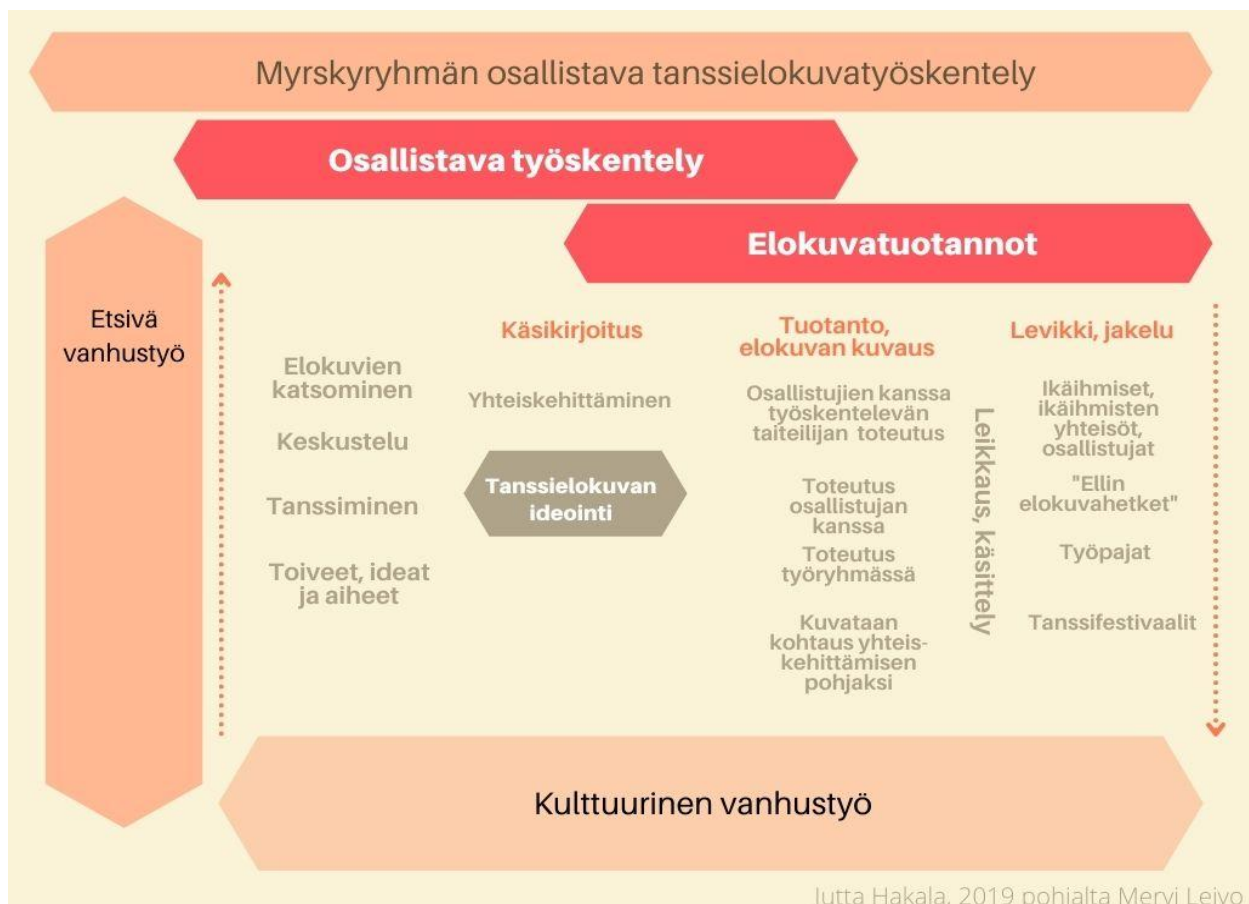 Myrskyryhmän osallistava tanssielokuvatyöskentely
Osallistava työskentely
Elokuvatuotannot
Etsivä
vanhustyö
Elokuvien
katsominen
Keskustelu
Tanssiminen
Toiveet, ideat
ja aiheet
Käsikirjoitus
Yhteiskehittäminen
Tanssielokuvan
ideointi
Tuotanto,
elokuvan kuvaus
Osallistujien kanssa
työskentelevän
taiteilijan toteutus
Toteutus
osallistujan
kanssa
Toteutus
työryhmässä
Kuvataan
kohtaus yhteis-
kehittämisen
pohjaksi
Leikkaus, käsittely
Levikki, jakelu
Ikäihmiset,
ikäihmisten
yhteisöt,
osallistujat
"Ellin
elokuvahetket"
Työpajat
Tanssifestivaalit
Kulttuurinen vanhustyö
Jutta Hakala, 2019 pohjalta Mervi Leivo